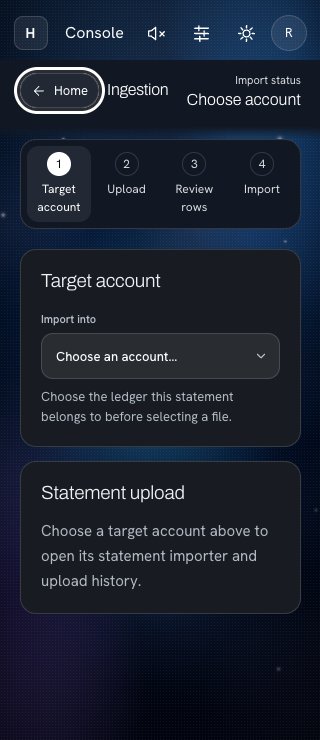 H Console R
Home Ingestion
Import status
Choose account
1 2 3 4
Target account
Upload
Review rows
Import
Target account
Import into
Choose an account...
Choose the ledger this statement
belongs to before selecting a file.
Statement upload
Choose a target account above to
open its statement importer and
upload history.